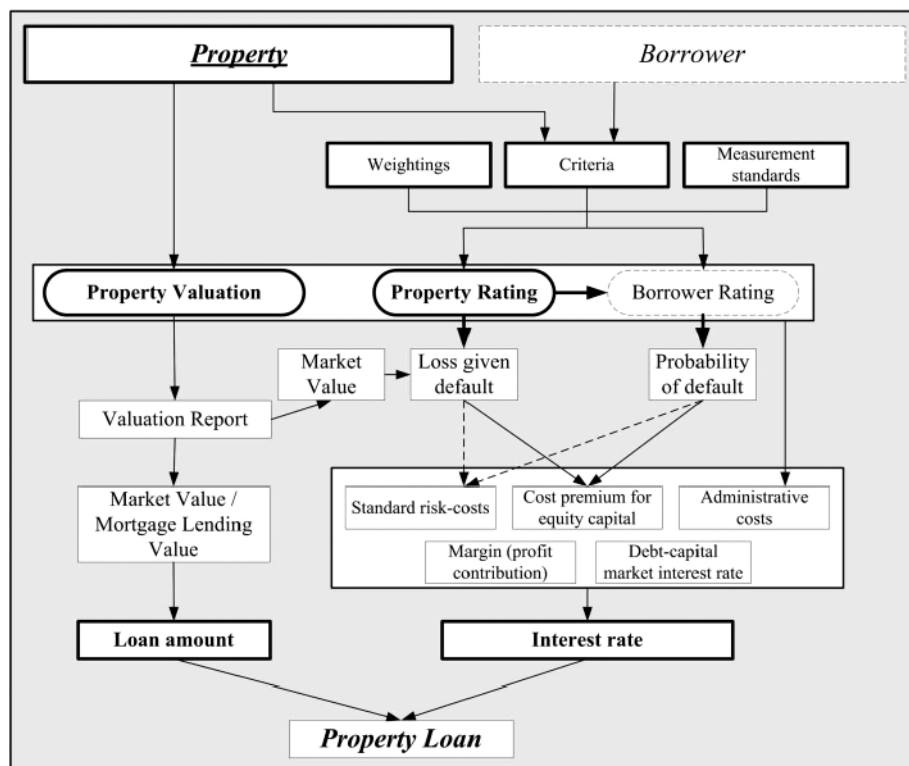 Property
Borrower
Weightings
Criteria
Measurement
standards
Property Valuation
Property Rating
Borrower Rating
Market
Value
Loss given
default
Probability
of default
Valuation Report
Market Value /
Mortgage Lending
Value
Standard risk-costs
Cost premium for
equity capital
Administrative
costs
Margin (profit
contribution)
Debt-capital
market interest rate
Loan amount
Interest rate
Property Loan